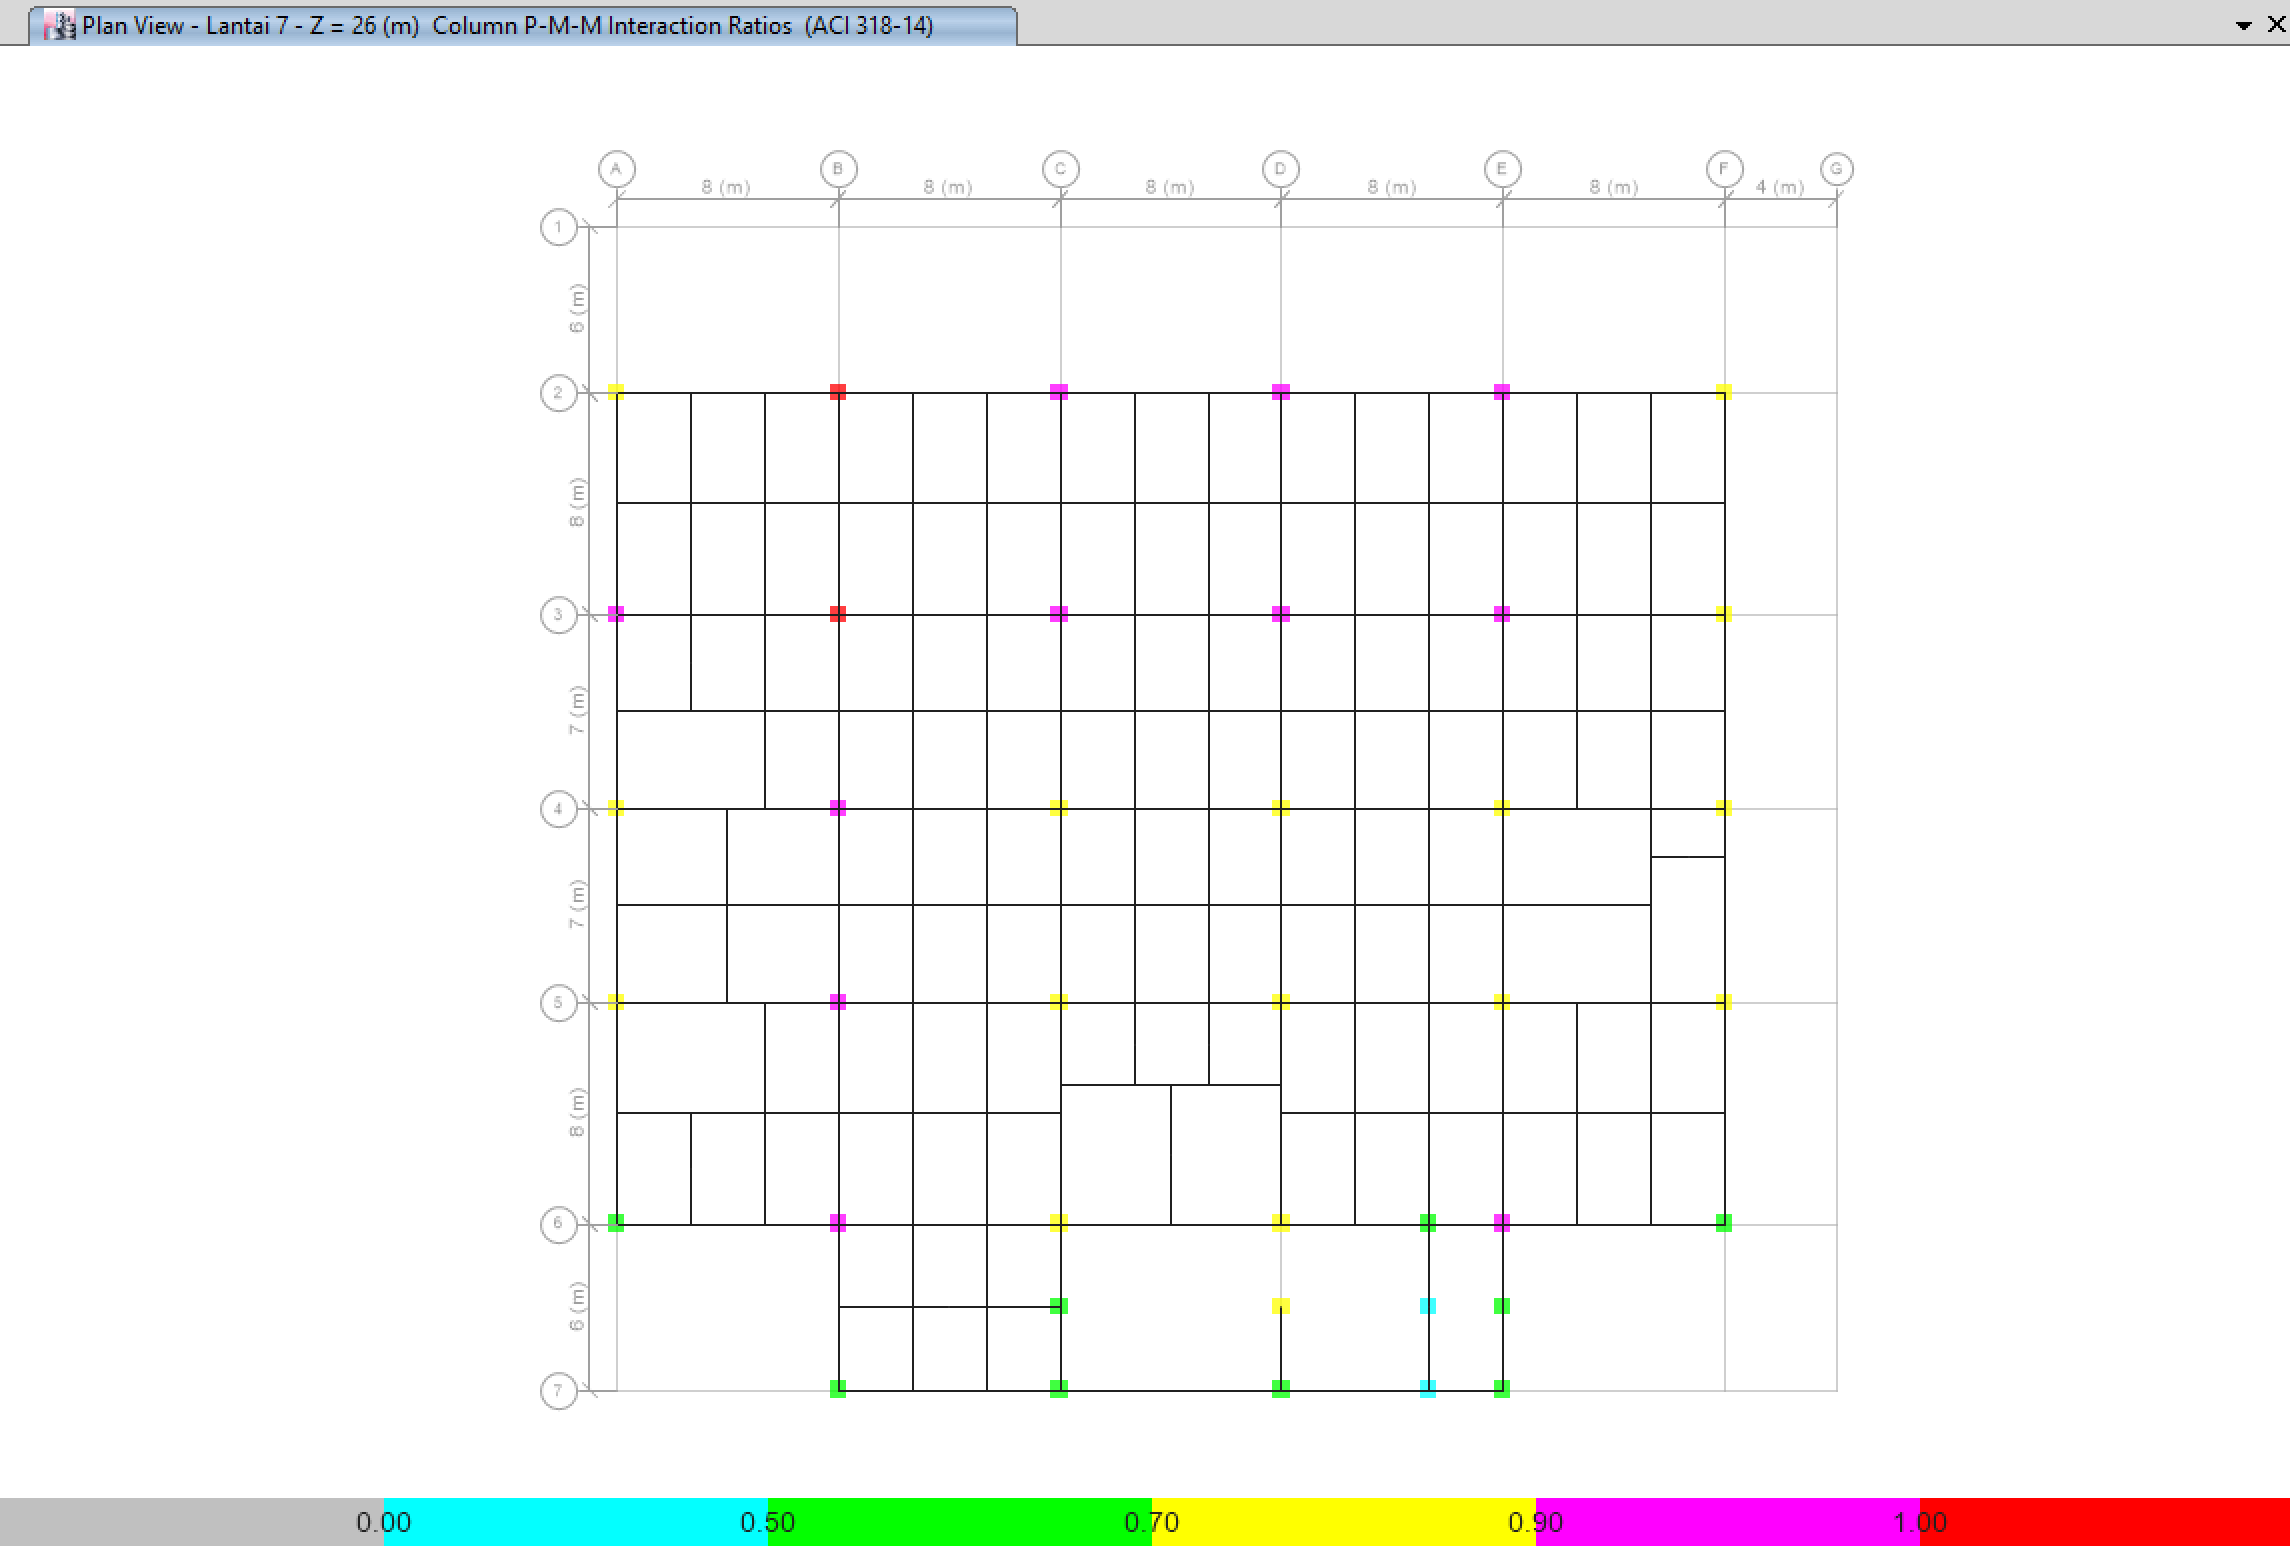 Plan View - Lantai 7 - Z = 26 (m)  Column P-M-M Interaction Ratios  (ACI 318-14)
A B C D E F G
8 (m) 8 (m) 8 (m) 8 (m) 8 (m) 4 (m)
1
6 (m)
2
8 (m)
3
7 (m)
4
7 (m)
5
8 (m)
6
6 (m)
7
0.00 0.50 0.70 0.90 1.00